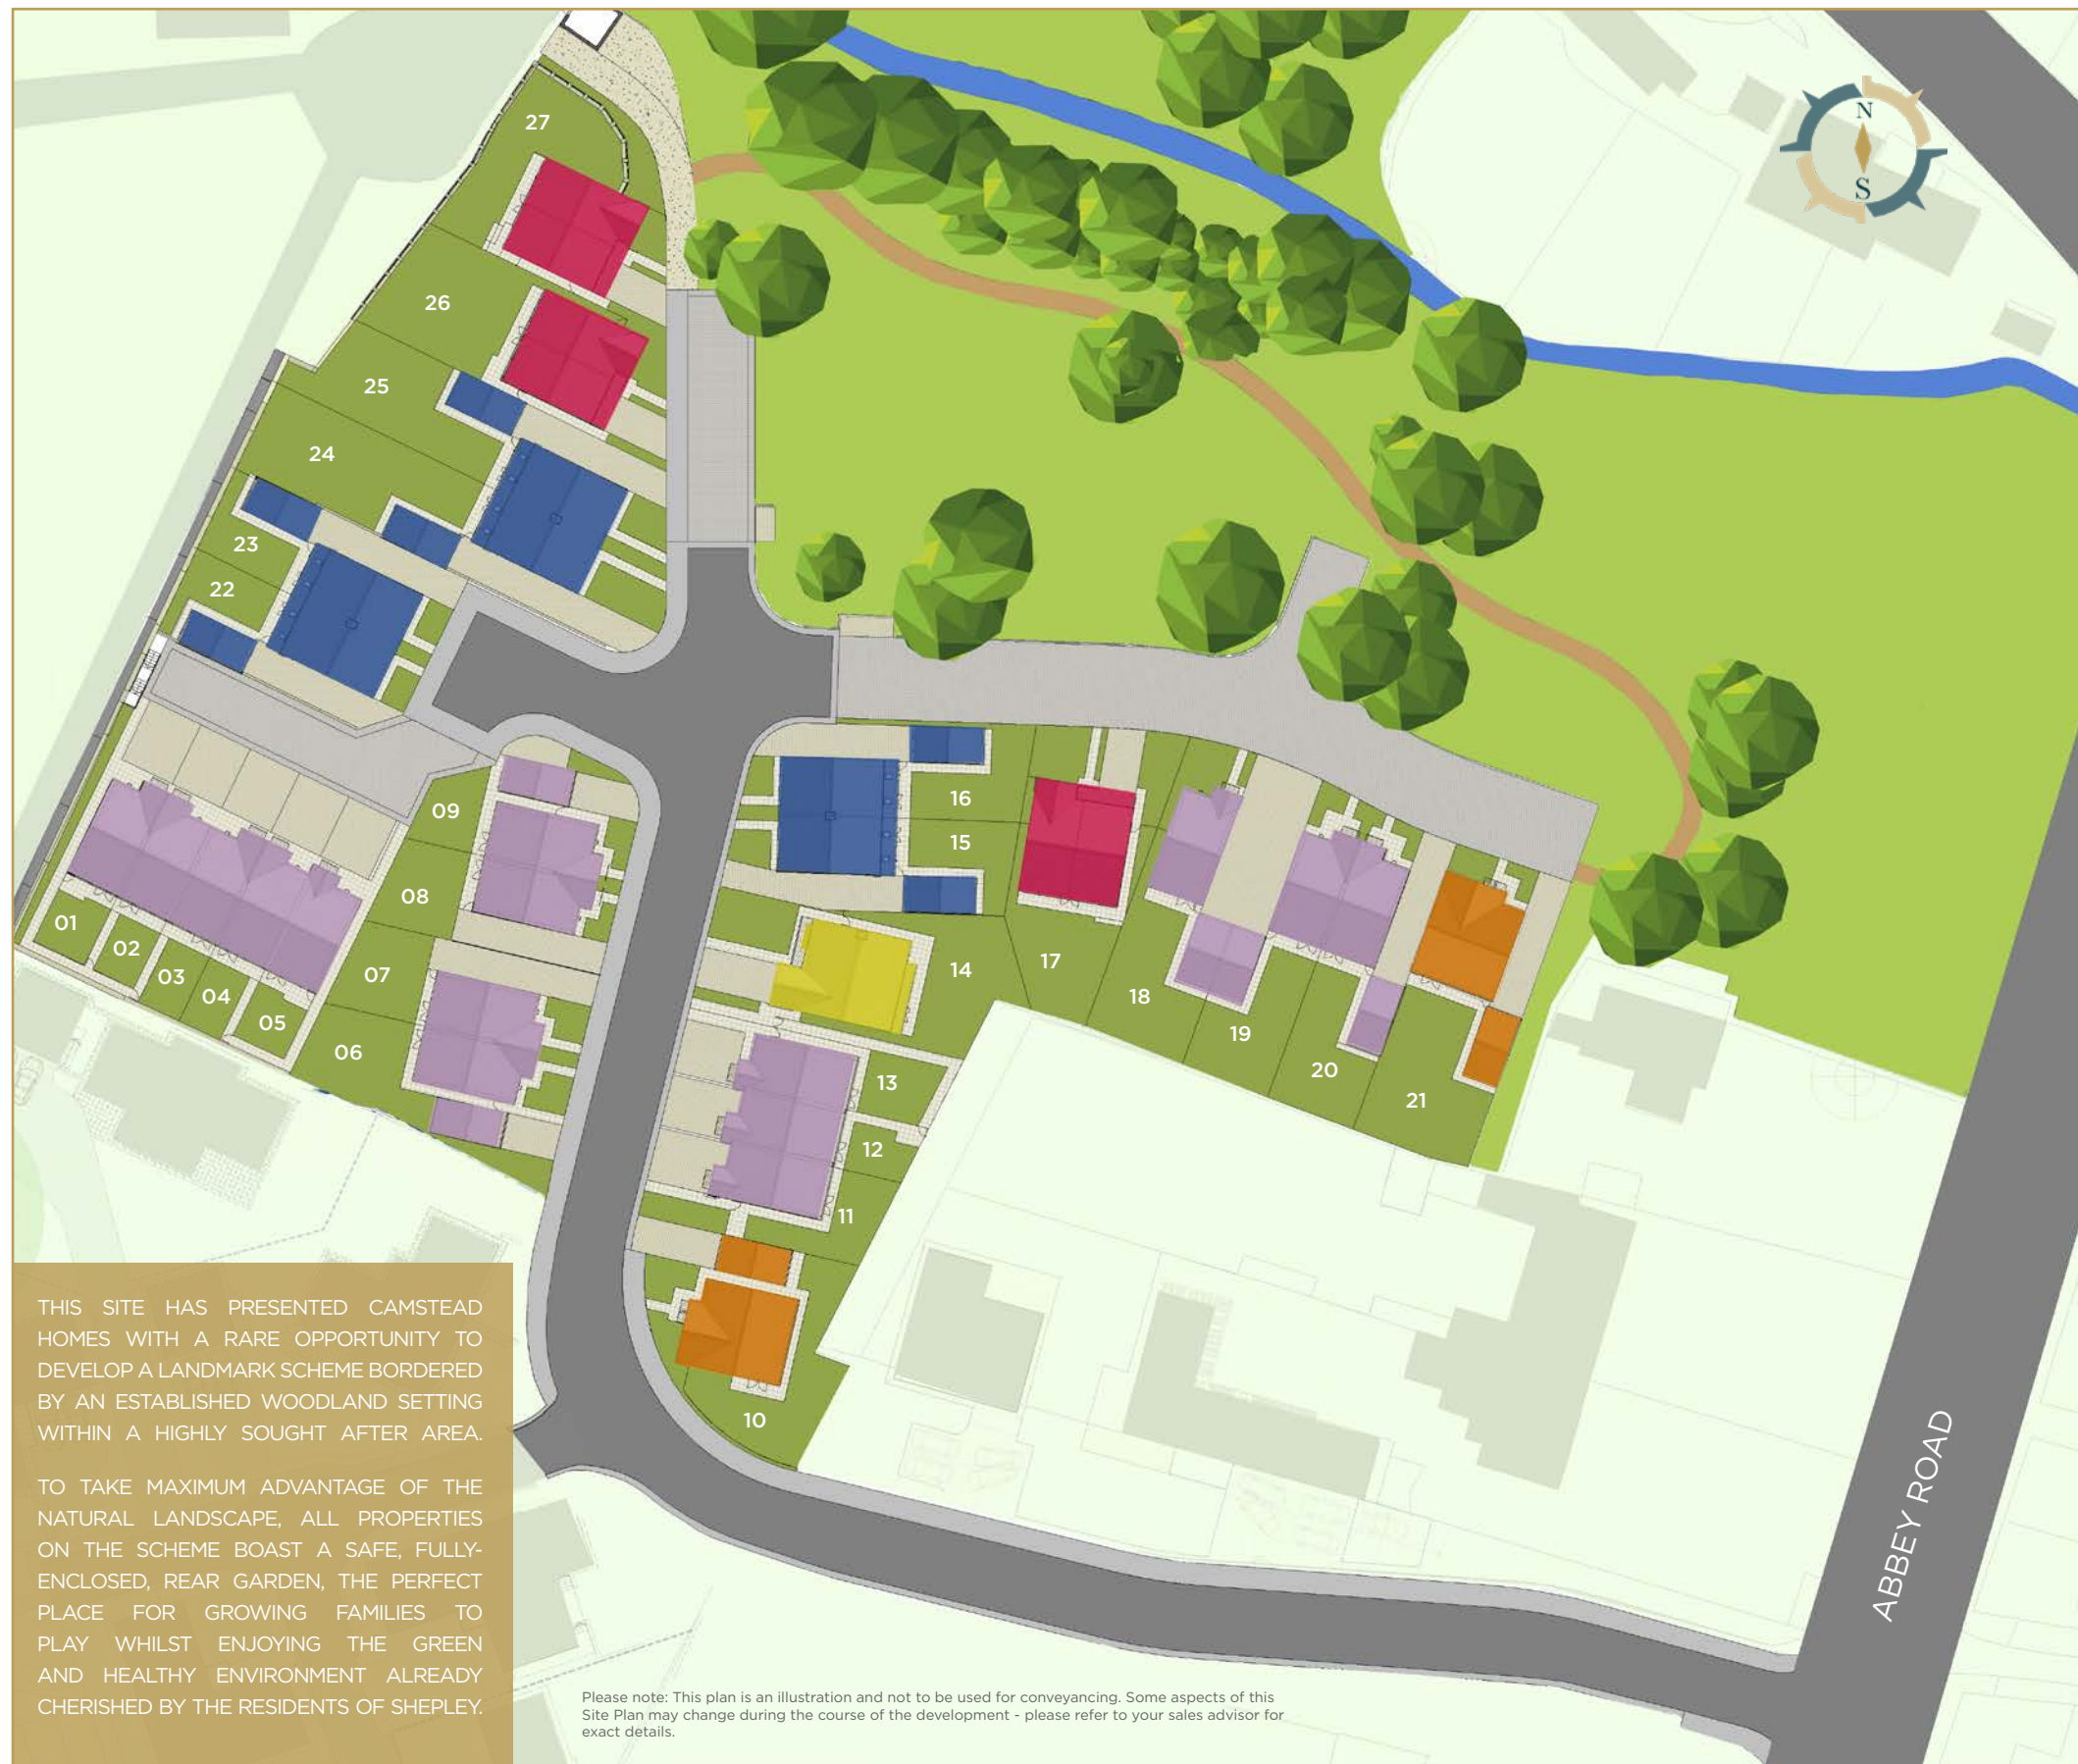 N
S
27
26
25
24
23
22
09
08
07
06
01
02
03
04
05
16
15
14
13
12
11
10
17
18
19
20
21
ABBEY ROAD
THIS SITE HAS PRESENTED CAMSTEAD
HOMES WITH A RARE OPPORTUNITY TO
DEVELOP A LANDMARK SCHEME BORDERED
BY AN ESTABLISHED WOODLAND SETTING
WITHIN A HIGHLY SOUGHT AFTER AREA.
TO TAKE MAXIMUM ADVANTAGE OF THE
NATURAL LANDSCAPE, ALL PROPERTIES
ON THE SCHEME BOAST A SAFE, FULLY-
ENCLOSED, REAR GARDEN, THE PERFECT
PLACE FOR GROWING FAMILIES TO
PLAY WHILST ENJOYING THE GREEN
AND HEALTHY ENVIRONMENT ALREADY
CHERISHED BY THE RESIDENTS OF SHEPLEY.
Please note: This plan is an illustration and not to be used for conveyancing. Some aspects of this
Site Plan may change during the course of the development - please refer to your sales advisor for
exact details.